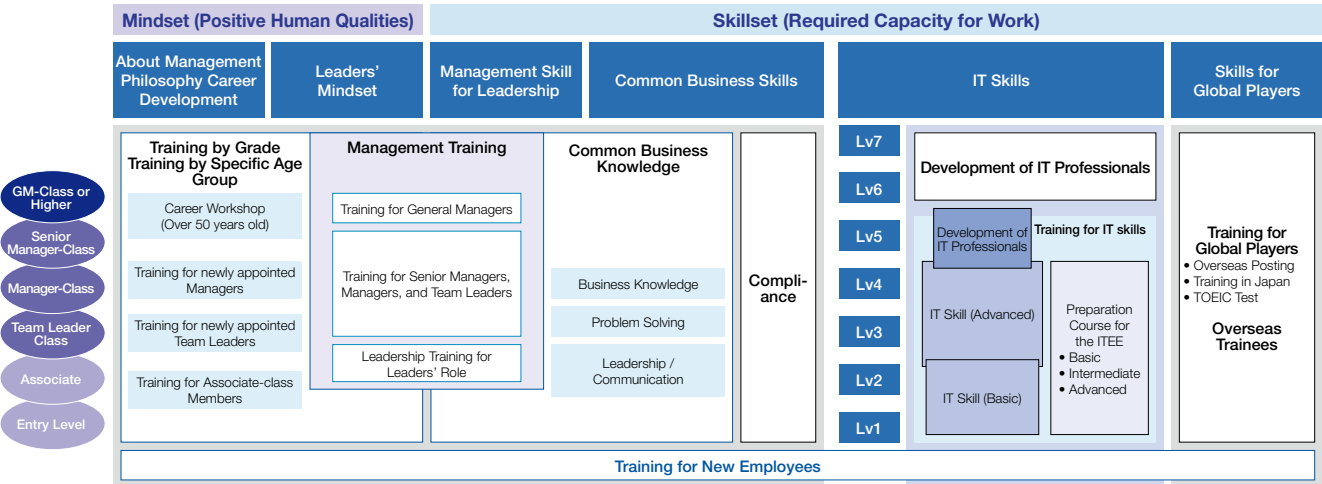 Mindset (Positive Human Qualities)
Skillset (Required Capacity for Work)
About Management
Philosophy Career
Development
Leaders'
Mindset
Management Skill
for Leadership
Common Business Skills
IT Skills
Skills for
Global Players
GM-Class or
Higher
Senior
Manager-Class
Manager-Class
Team Leader
Class
Associate
Entry Level
Training by Grade
Training by Specific Age
Group
Career Workshop
(Over 50 years old)
Training for newly appointed
Managers
Training for newly appointed
Team Leaders
Training for Associate-class
Members
Management Training
Training for General Managers
Training for Senior Managers,
Managers, and Team Leaders
Leadership Training for
Leaders' Role
Common Business
Knowledge
Business Knowledge
Problem Solving
Leadership /
Communication
Compli-
ance
Lv7
Lv6
Lv5
Lv4
Lv3
Lv2
Lv1
Development of IT Professionals
Development of
IT Professionals
Training for IT skills
IT Skill (Advanced)
IT Skill (Basic)
Preparation
Course for
the ITEE
• Basic
• Intermediate
• Advanced
Training for
Global Players
• Overseas Posting
• Training in Japan
• TOEIC Test
Overseas
Trainees
Training for New Employees